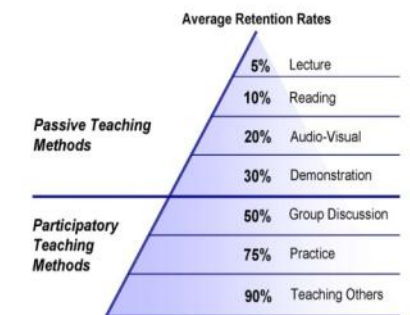 Average Retention Rates
5% Lecture
10% Reading
Passive Teaching
Methods
20% Audio-Visual
30% Demonstration
50% Group Discussion
Participatory
Teaching
Methods
75% Practice
90% Teaching Others